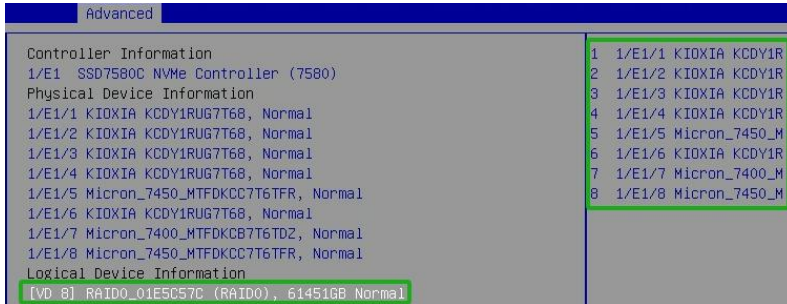 Advanced
Controller Information
1/E1 SSD7580C NVMe Controller (7580)
Physical Device Information
1/E1/1 KIOXIA KCDY1RUG7T68, Normal
1/E1/2 KIOXIA KCDY1RUG7T68, Normal
1/E1/3 KIOXIA KCDY1RUG7T68, Normal
1/E1/4 KIOXIA KCDY1RUG7T68, Normal
1/E1/5 Micron_7450_MTFDKCC7T6TFR, Normal
1/E1/6 KIOXIA KCDY1RUG7T68, Normal
1/E1/7 Micron_7400_MTFDKCB7T6TDZ, Normal
1/E1/8 Micron_7450_MTFDKCC7T6TFR, Normal
Logical Device Information
[VD 8] RAID0_01E5C57C (RAID0), 61451GB Normal
1 1/E1/1 KIOXIA KCDY1R
2 1/E1/2 KIOXIA KCDY1R
3 1/E1/3 KIOXIA KCDY1R
4 1/E1/4 KIOXIA KCDY1R
5 1/E1/5 Micron_7450_M
6 1/E1/6 KIOXIA KCDY1R
7 1/E1/7 Micron_7400_M
8 1/E1/8 Micron_7450_M